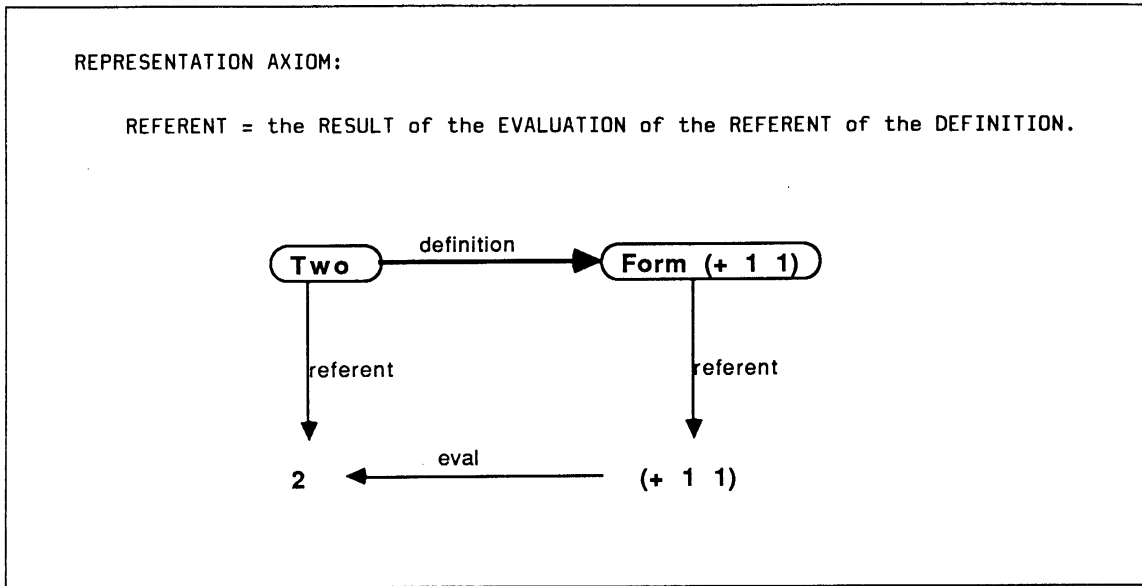 REPRESENTATION AXIOM:
REFERENT = the RESULT of the EVALUATION of the REFERENT of the DEFINITION.
definition
Two
Form (+ 1 1)
referent
referent
eval
2
(+ 1 1)